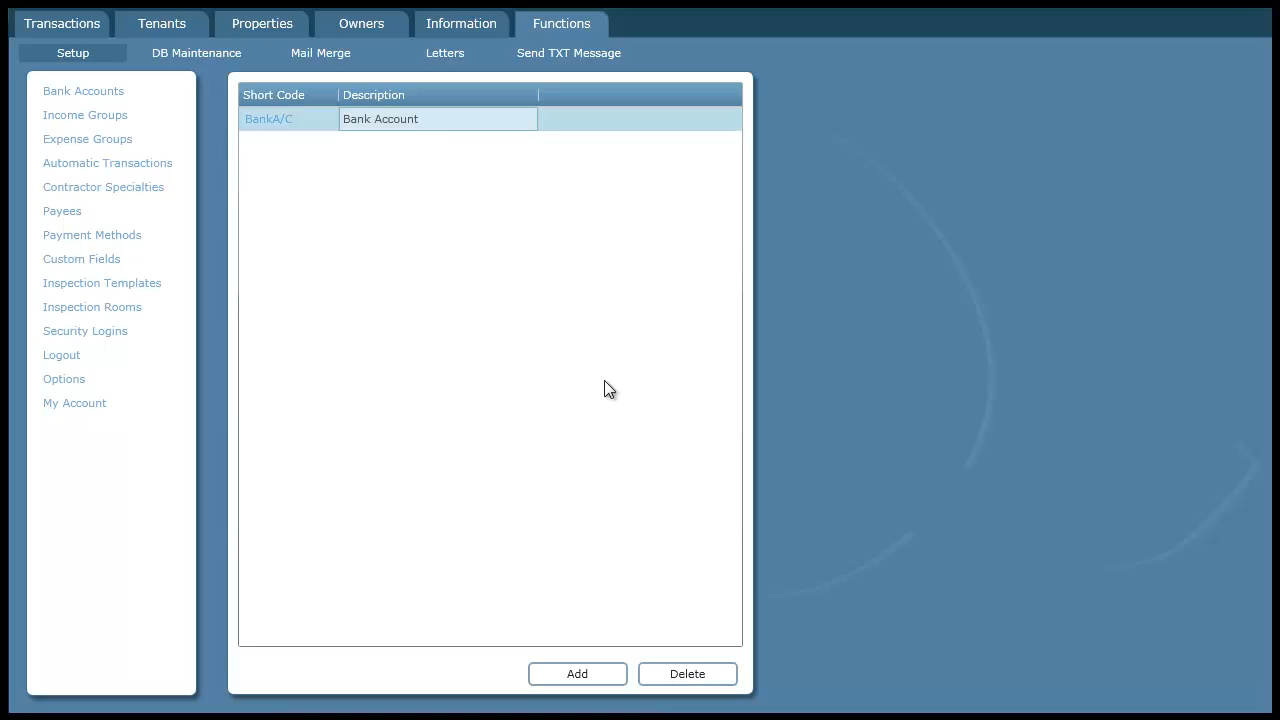 Transactions Tenants Properties Owners Information Functions
Setup DB Maintenance Mail Merge Letters Send TXT Message
Bank Accounts
Income Groups
Expense Groups
Automatic Transactions
Contractor Specialties
Payees
Payment Methods
Custom Fields
Inspection Templates
Inspection Rooms
Security Logins
Logout
Options
My Account
Short Code Description
BankA/C Bank Account
Add Delete